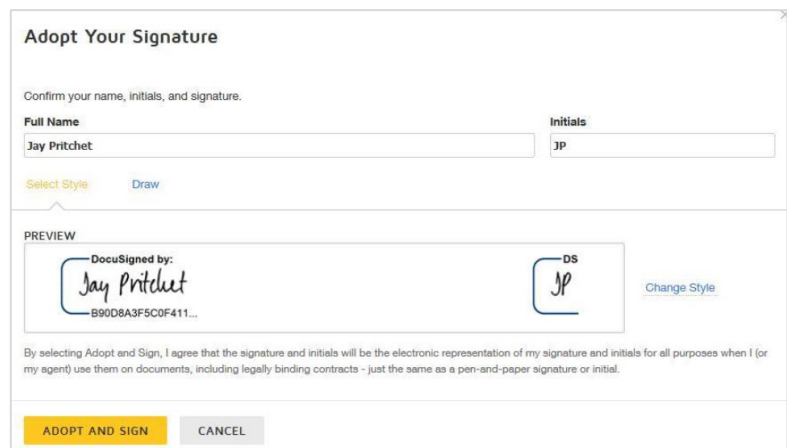 Adopt Your Signature
Confirm your name, initials, and signature.
Full Name Initials
Jay Pritchet JP
Select Style Draw
PREVIEW
DocuSigned by: DS
Jay Pritchet JP
B90D8A3F5C0F411...
Change Style
By selecting Adopt and Sign, I agree that the signature and initials will be the electronic representation of my signature and initials for all purposes when I (or
my agent) use them on documents, including legally binding contracts - just the same as a pen-and-paper signature or initial.
ADOPT AND SIGN CANCEL